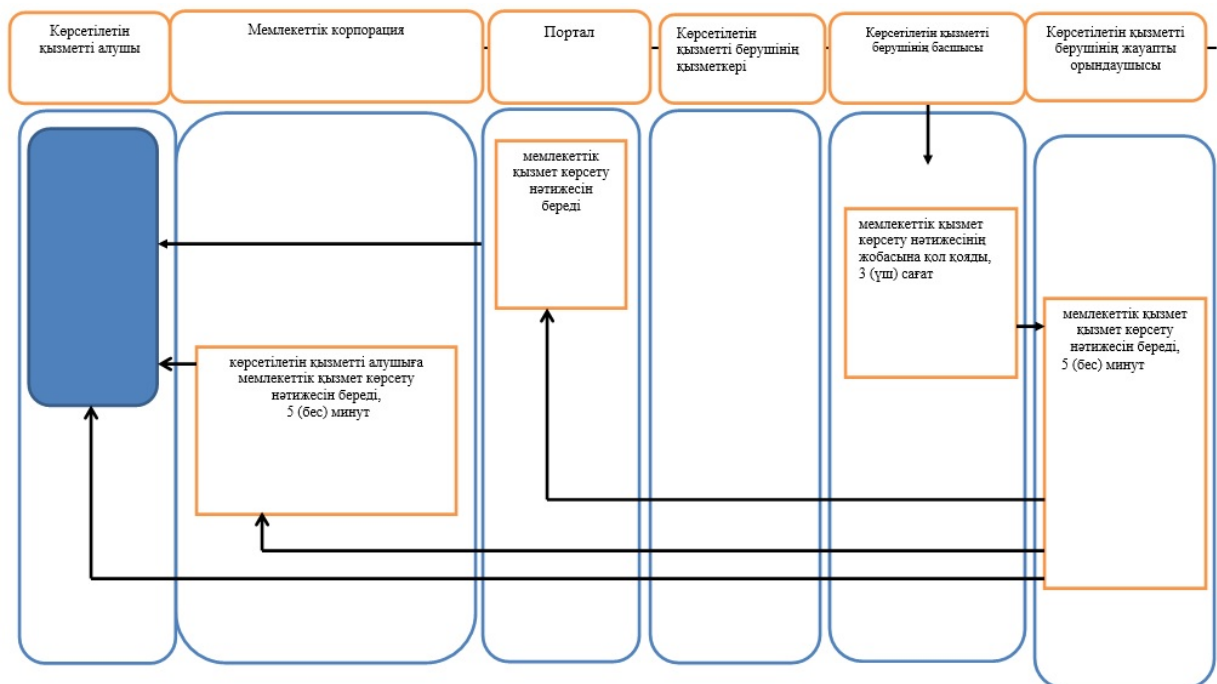 Көрсетілетін
қызметті алушы
Мемлекеттік корпорация
Портал
Көрсетілетін
қызметті берушінің
қызметкері
Көрсетілетін қызметті
берушінің басшысы
Көрсетілетін қызметті
берушінің жауапты
орындаушысы
мемлекеттік
қызмет көрсету
нәтижесін
береді
мемлекеттік қызмет
көрсету нәтижесінің
жобасына қол қояды,
3 (үш) сағат
мемлекеттік қызмет
қызмет көрсету
нәтижесін береді,
5 (бес) минут
көрсетілетін қызметті алушыға
мемлекеттік қызмет көрсету
нәтижесін береді,
5 (бес) минут